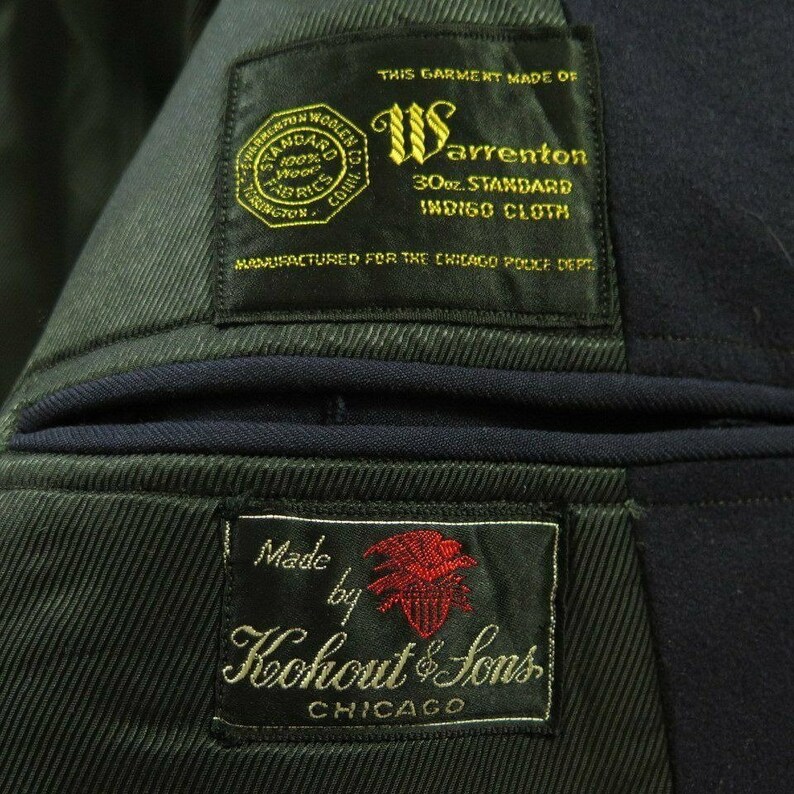 THIS GARMENT MADE OF
WARRENTON WOOLEN CO.
TORRINGTON, CONN.
STANDARD
100%
WOOL
FABRICS
Warrenton
30oz. STANDARD
INDIGO CLOTH
MANUFACTURED FOR THE CHICAGO POLICE DEPT.
Made
by
Kohout & Sons
CHICAGO